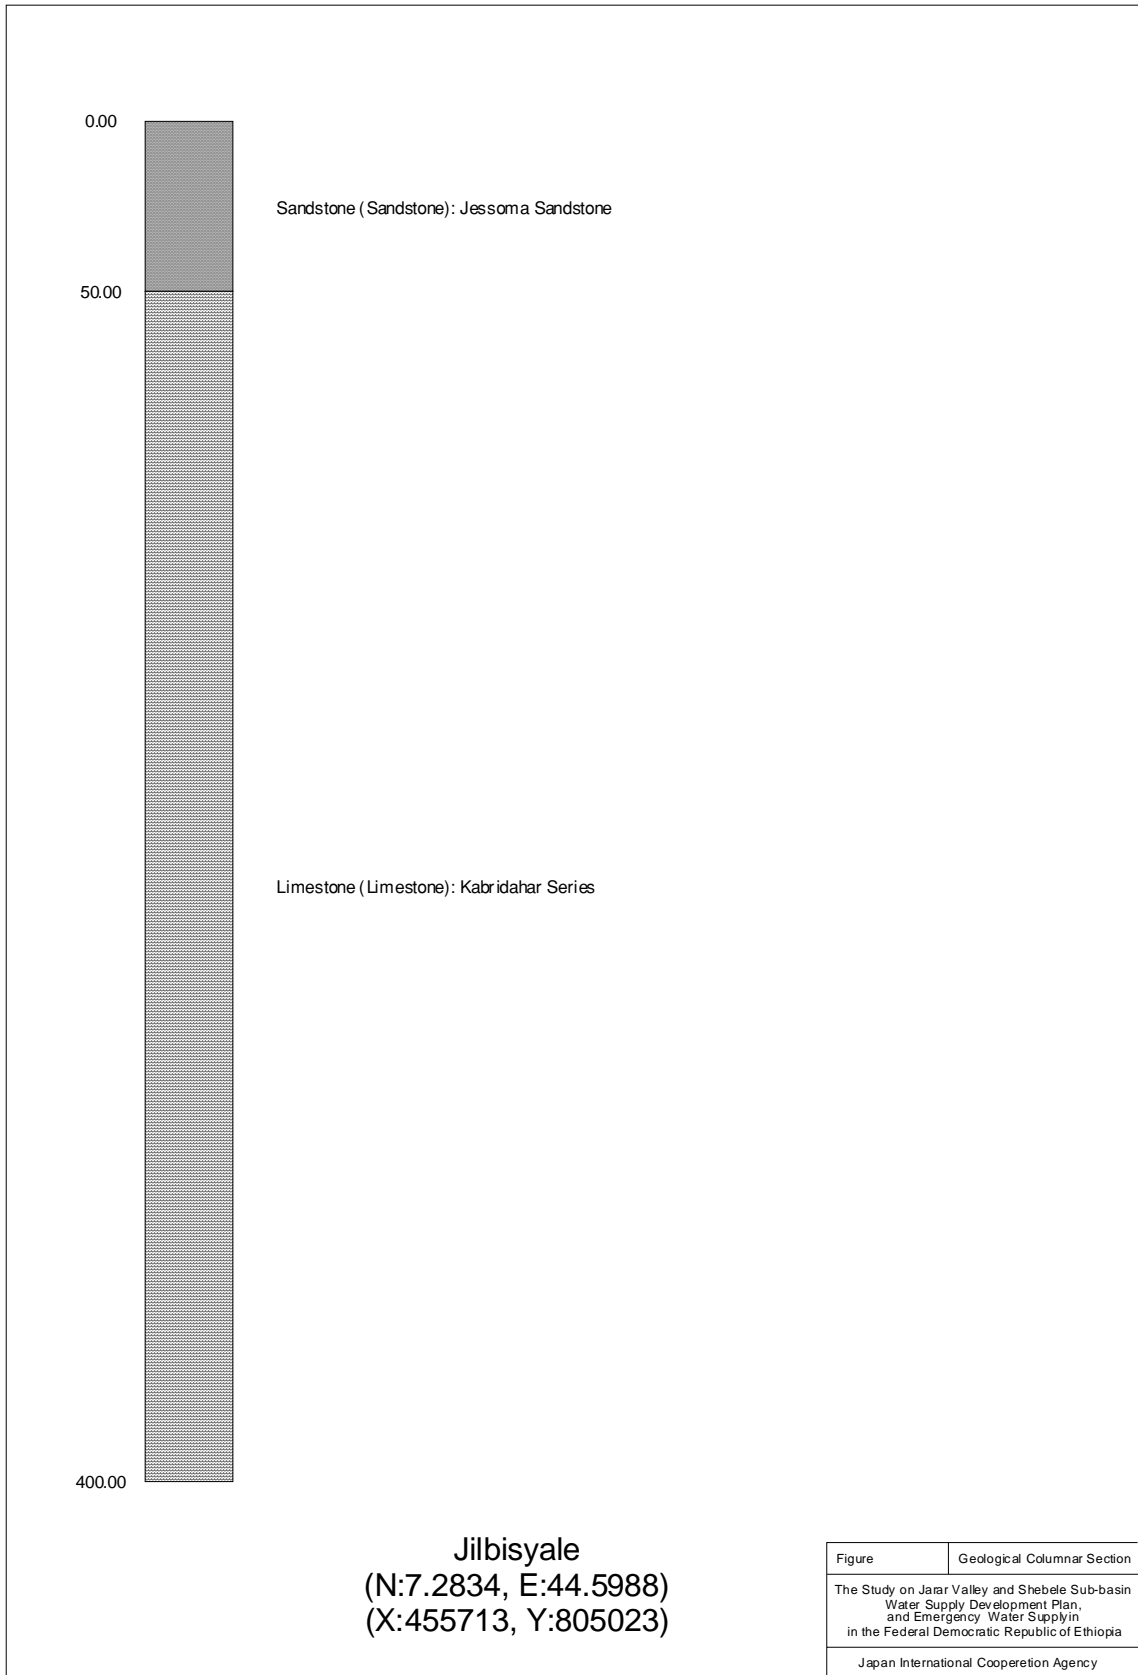 0.00
Sandstone (Sandstone): Jessoma Sandstone
50.00
Limestone (Limestone): Kabridahar Series
400.00
Jilbisyale
(N:7.2834, E:44.5988)
(X:455713, Y:805023)
Figure Geological Columnar Section
The Study on Jarar Valley and Shebele Sub-basin
Water Supply Development Plan,
and Emergency Water Supplyin
in the Federal Democratic Republic of Ethiopia
Japan International Cooperetion Agency